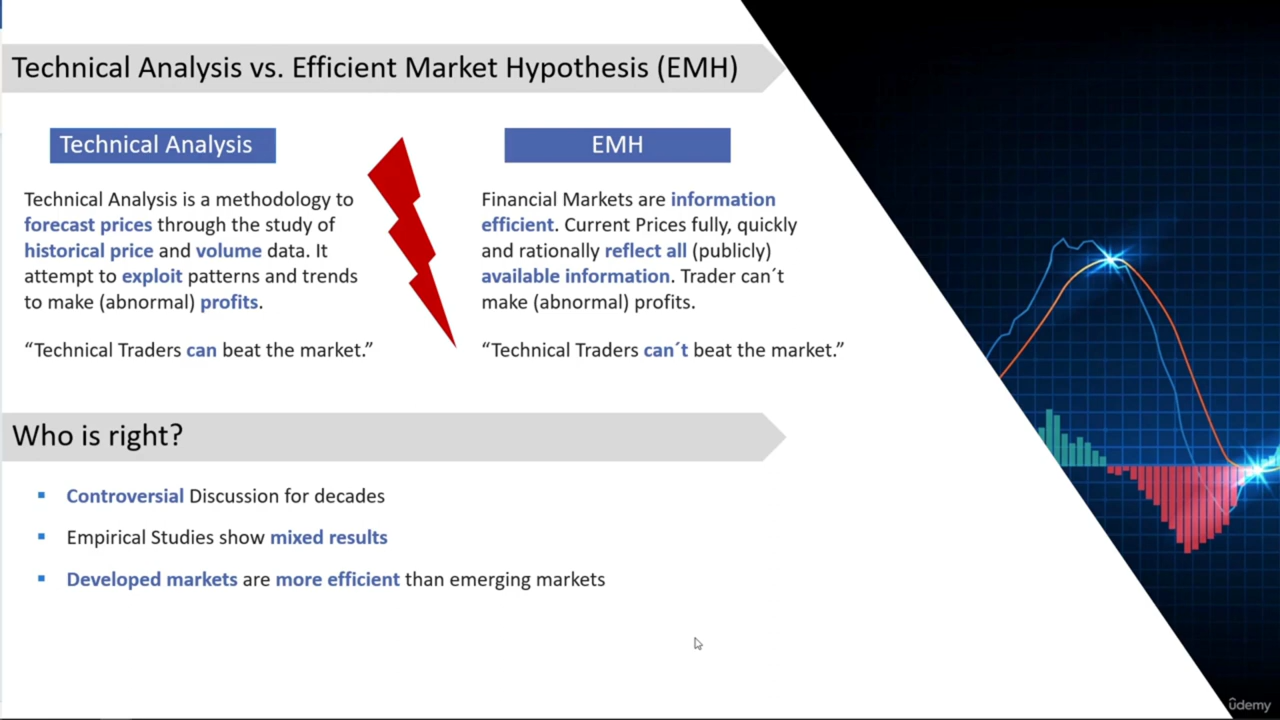 Technical Analysis vs. Efficient Market Hypothesis (EMH)
Technical Analysis
Technical Analysis is a methodology to
forecast prices through the study of
historical price and volume data. It
attempt to exploit patterns and trends
to make (abnormal) profits.
“Technical Traders can beat the market.”
EMH
Financial Markets are information
efficient. Current Prices fully, quickly
and rationally reflect all (publicly)
available information. Trader can´t
make (abnormal) profits.
“Technical Traders can´t beat the market.”
Who is right?
▪ Controversial Discussion for decades
▪ Empirical Studies show mixed results
▪ Developed markets are more efficient than emerging markets
ûdemy